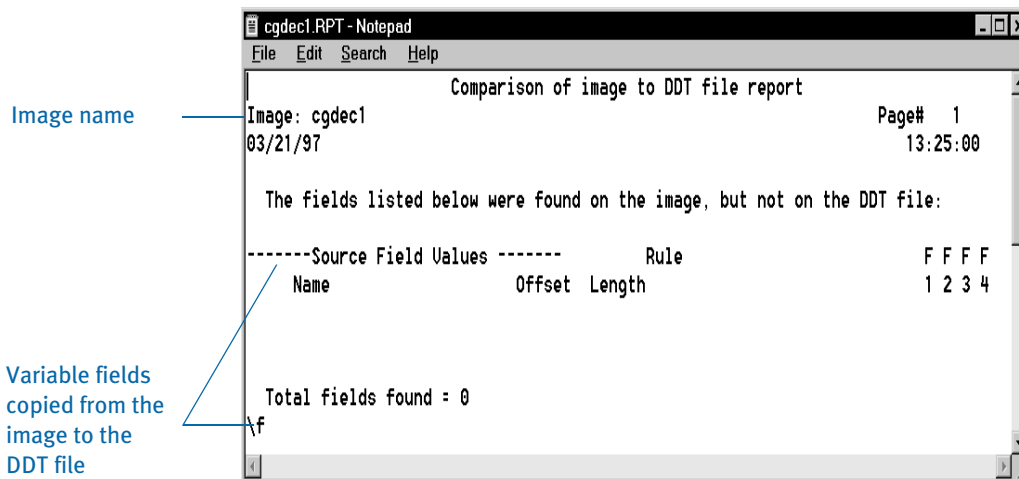 cgdec1.RPT - Notepad
File Edit Search Help
Comparison of image to DDT file report
Image name
Image: cgdec1 Page# 1
03/21/97 13:25:00
The fields listed below were found on the image, but not on the DDT file:
-------Source Field Values ------- Rule F F F F
Name Offset Length 1 2 3 4
Variable fields
copied from the
image to the
DDT file
Total fields found = 0
\f